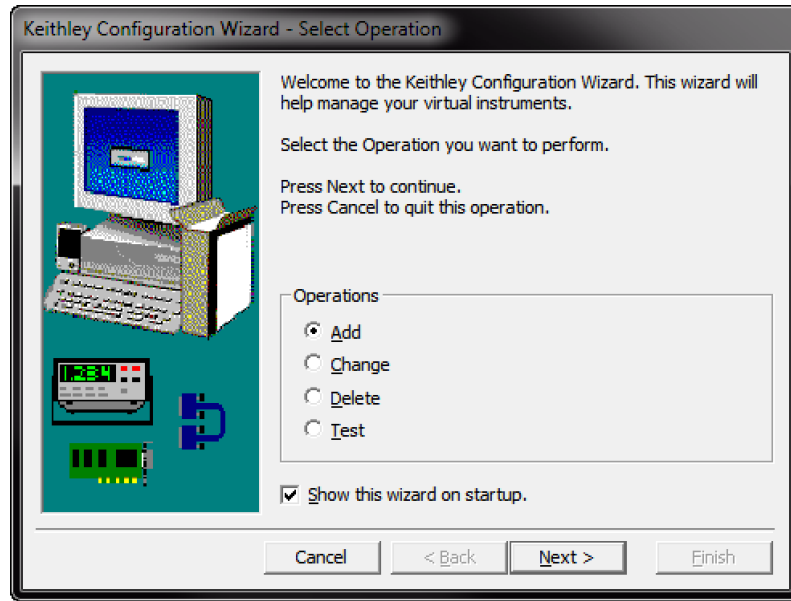 Keithley Configuration Wizard - Select Operation
Welcome to the Keithley Configuration Wizard. This wizard will
help manage your virtual instruments.
Select the Operation you want to perform.
Press Next to continue.
Press Cancel to quit this operation.
Operations
Add
Change
Delete
Test
1.234
Show this wizard on startup.
Cancel
< Back
Next >
Finish